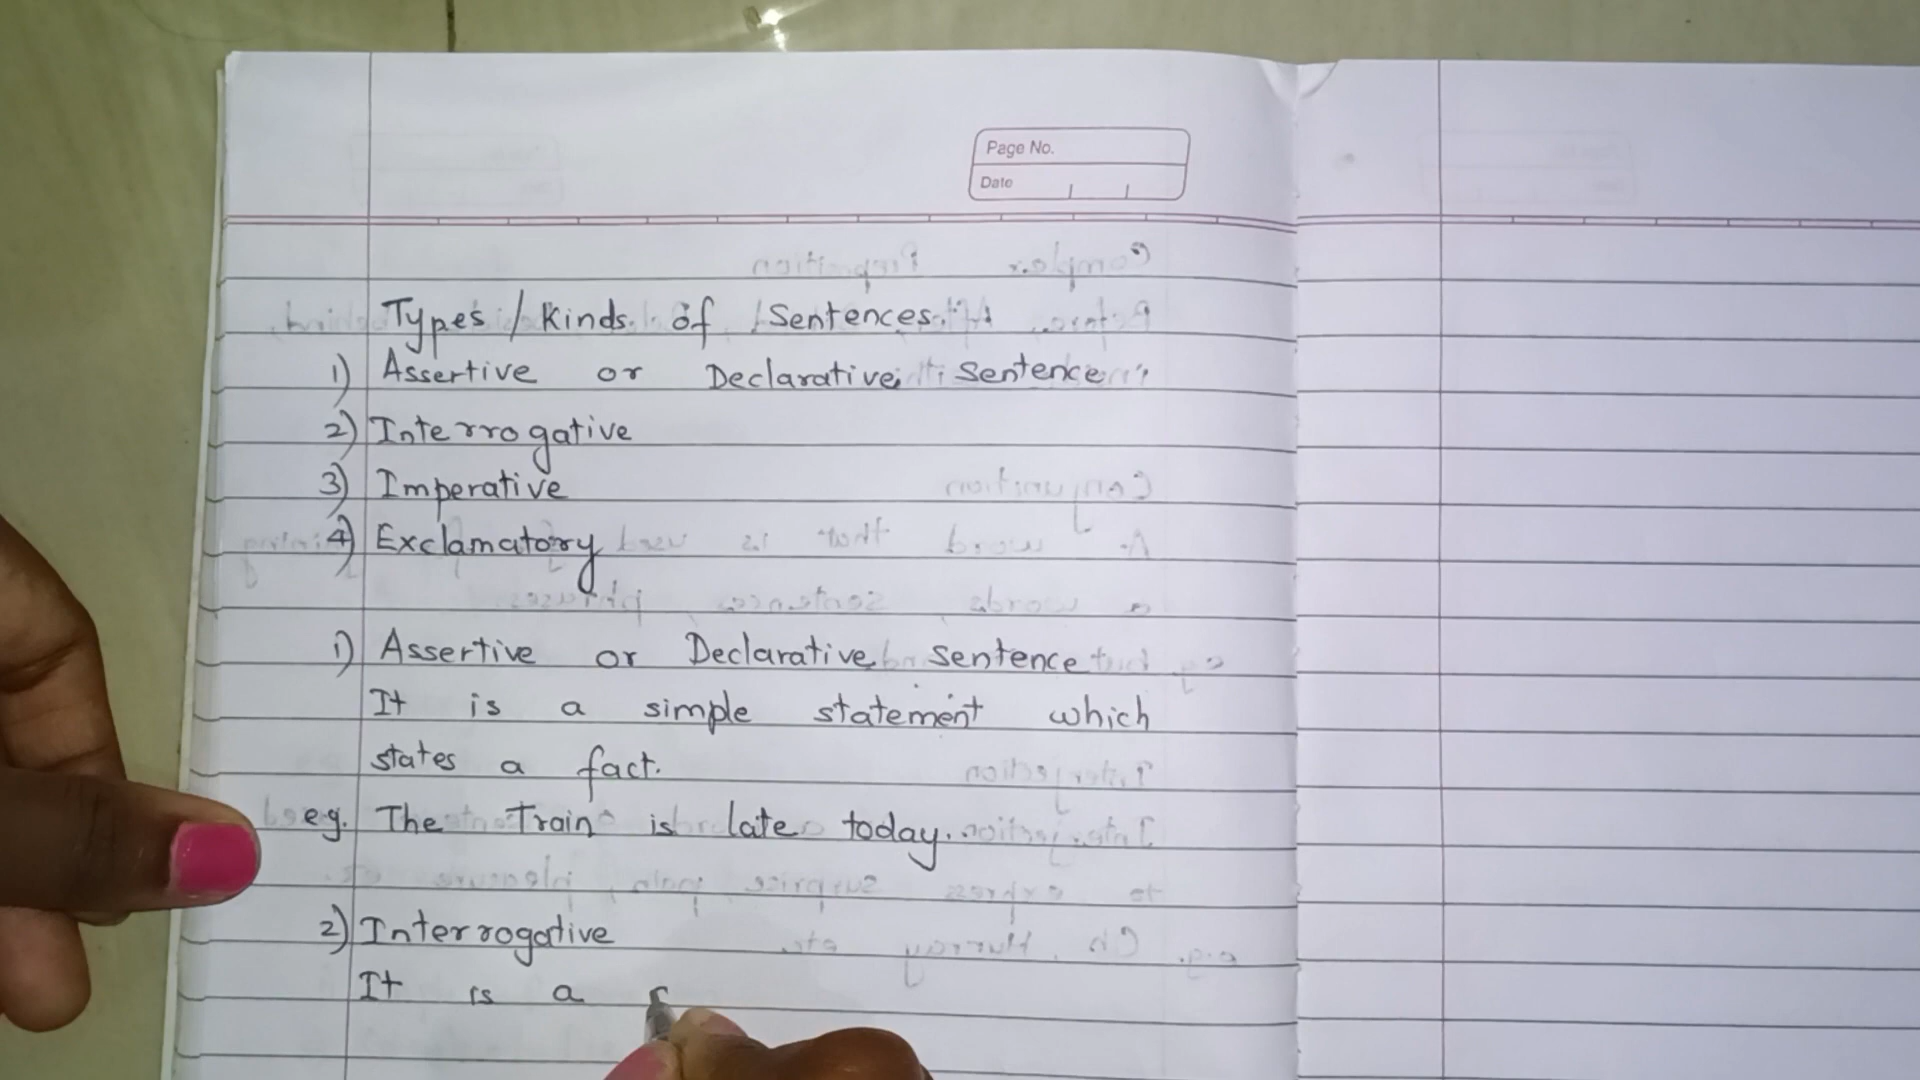 Page No.
Date
Types / Kinds of Sentences
1) Assertive or Declarative Sentence
2) Interrogative
3) Imperative
4) Exclamatory
1) Assertive or Declarative Sentence
It is a simple statement which
states a fact.
eg. The Train is late today.
2) Interrogative
It is a